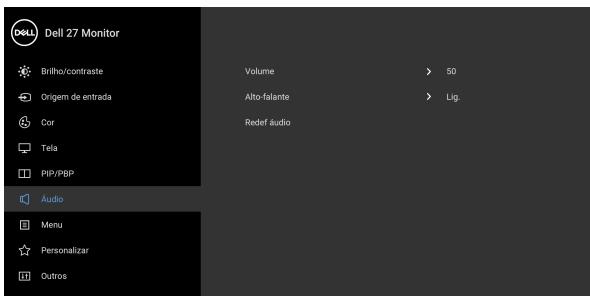 DELL Dell 27 Monitor
Brilho/contraste
Volume 50
Origem de entrada
Alto-falante Lig.
Cor
Redef áudio
Tela
PIP/PBP
Áudio
Menu
Personalizar
Outros